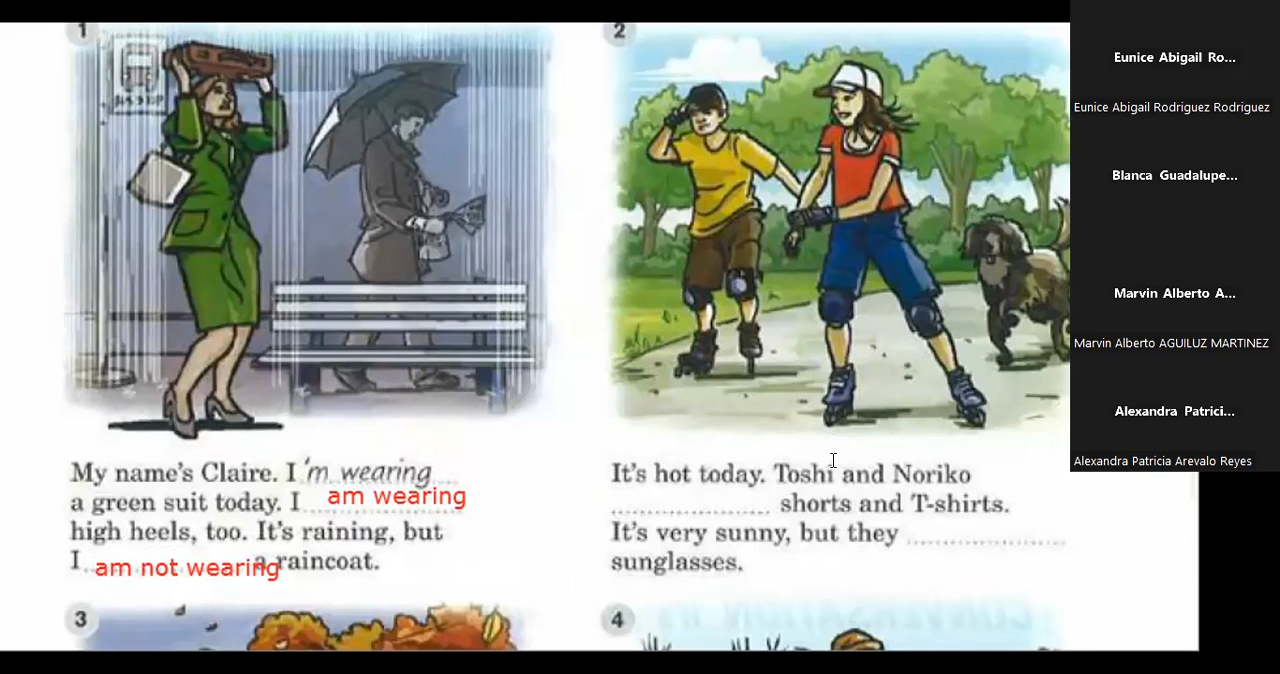 1
My name's Claire. I 'm wearing
a green suit today. I am wearing
high heels, too. It's raining, but
I am not wearing a raincoat.
2
It's hot today. Toshi and Noriko
shorts and T-shirts.
It's very sunny, but they
sunglasses.
3
4
Eunice Abigail Ro...
Eunice Abigail Rodriguez Rodriguez
Blanca Guadalupe...
Marvin Alberto A...
Marvin Alberto AGUILUZ MARTINEZ
Alexandra Patrici...
Alexandra Patricia Arevalo Reyes